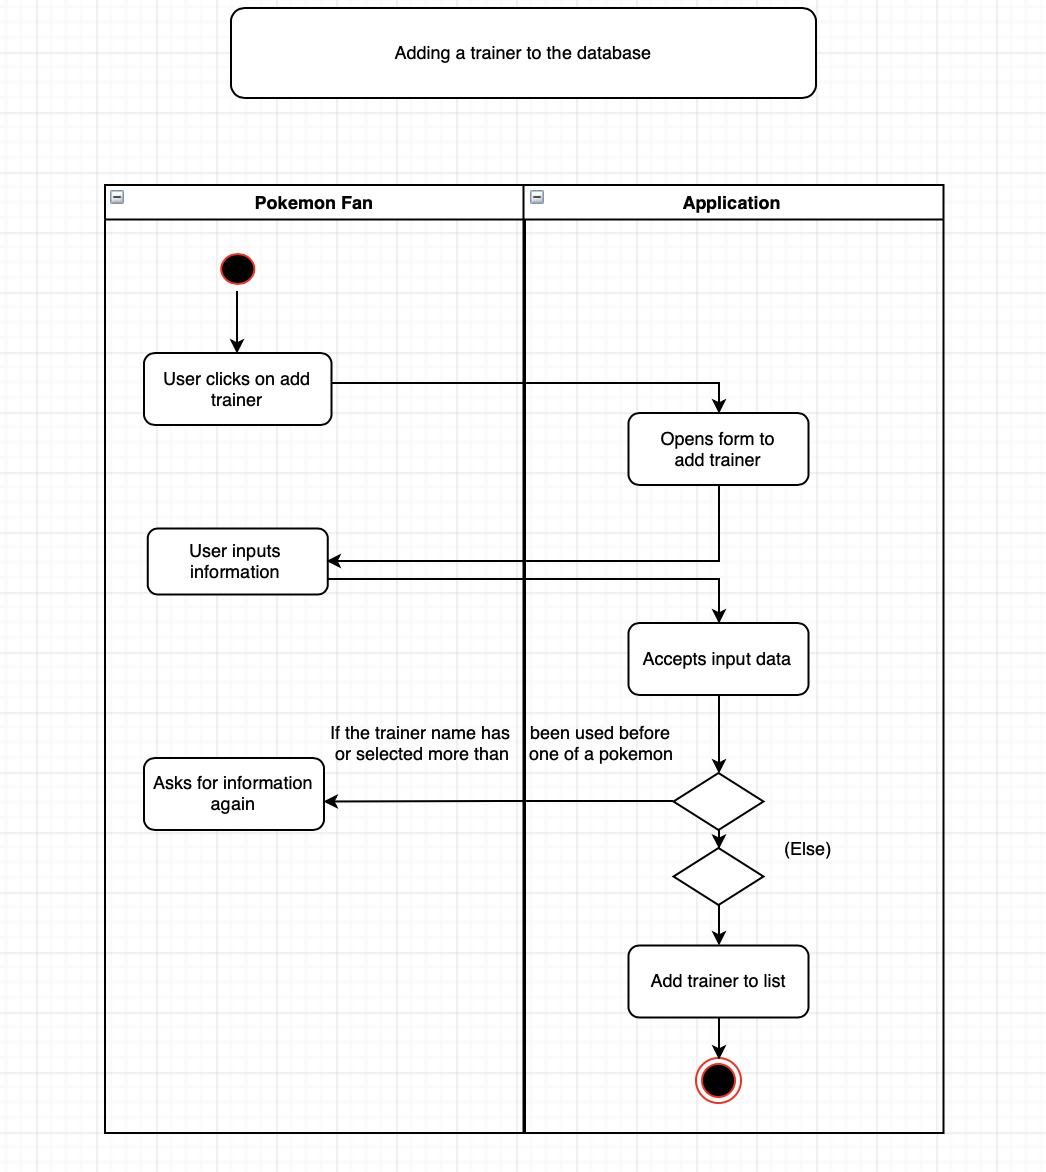 Adding a trainer to the database
Pokemon Fan
Application
User clicks on add
trainer
Opens form to
add trainer
User inputs
information
Accepts input data
If the trainer name has been used before
or selected more than one of a pokemon
Asks for information
again
(Else)
Add trainer to list